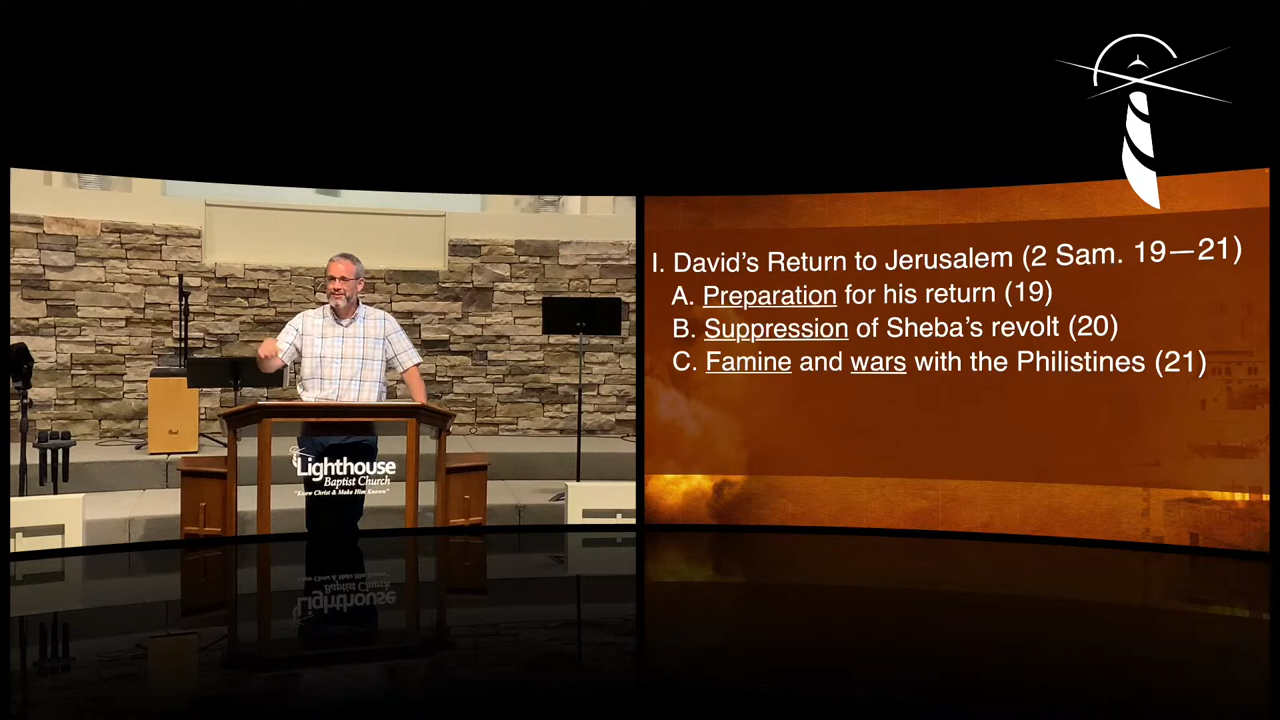 Lighthouse
Baptist Church
"Know Christ & Make Him Known"
I. David's Return to Jerusalem (2 Sam. 19—21)
A. Preparation for his return (19)
B. Suppression of Sheba's revolt (20)
C. Famine and wars with the Philistines (21)